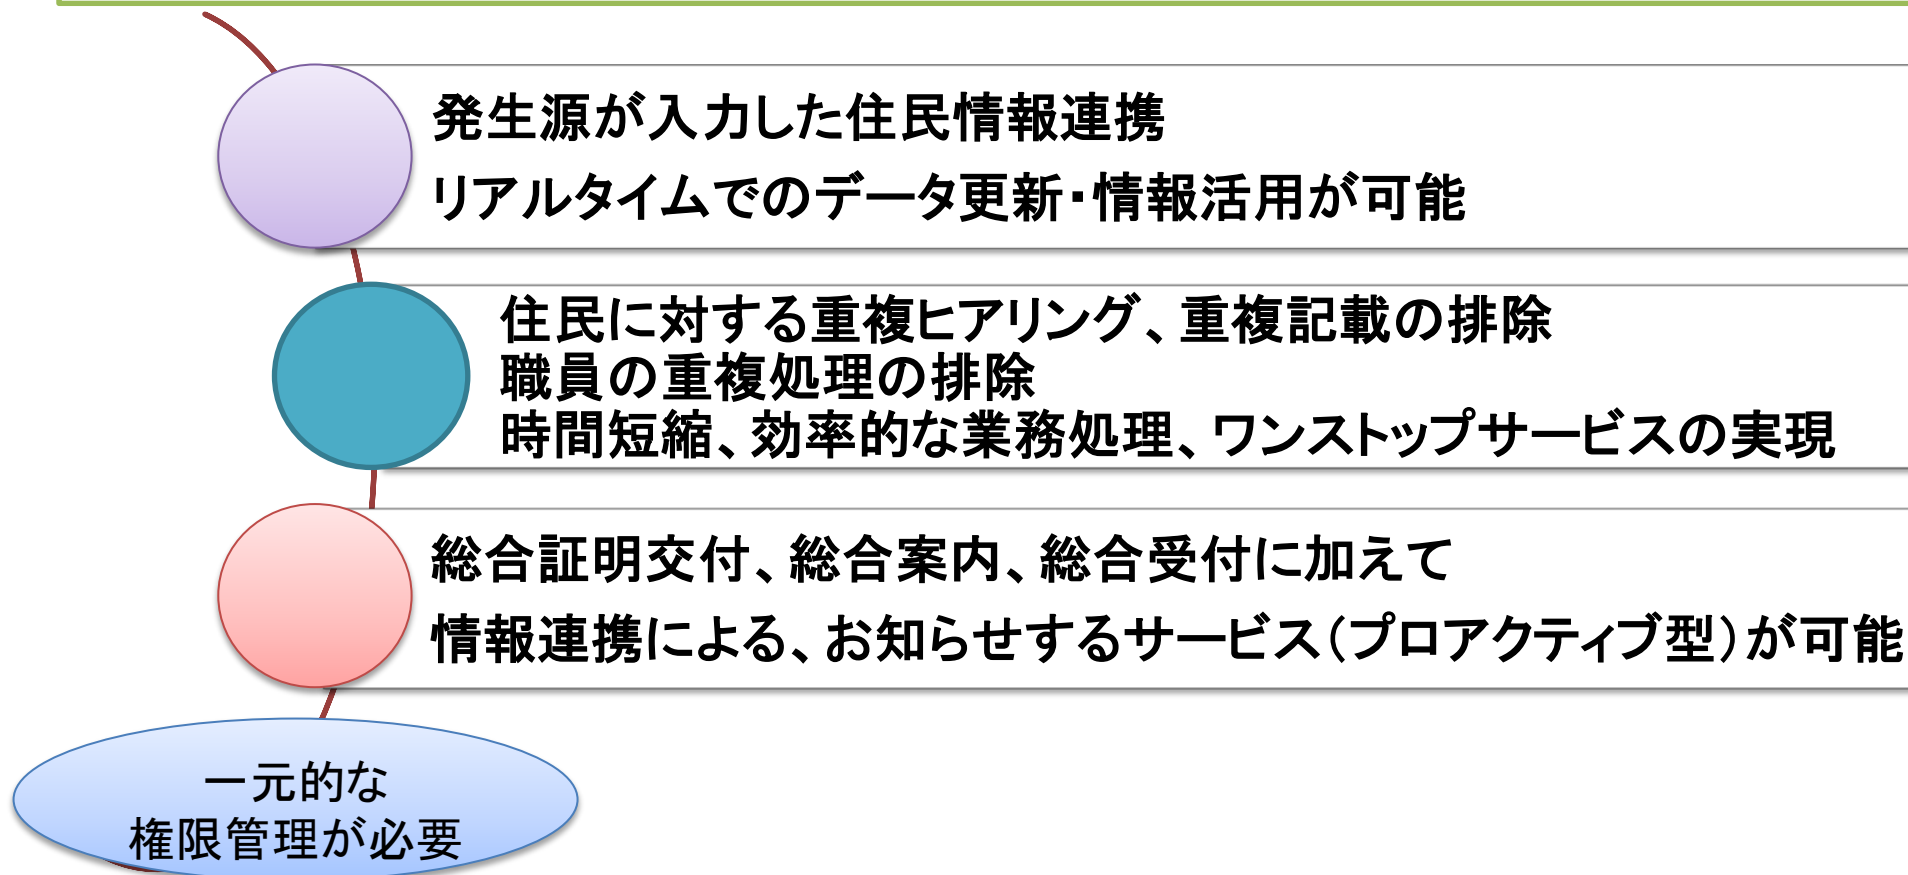 発生源が入力した住民情報連携
リアルタイムでのデータ更新・情報活用が可能
住民に対する重複ヒアリング、重複記載の排除
職員の重複処理の排除
時間短縮、効率的な業務処理、ワンストップサービスの実現
総合証明交付、総合案内、総合受付に加えて
情報連携による、お知らせするサービス（プロアクティブ型）が可能
一元的な
権限管理が必要